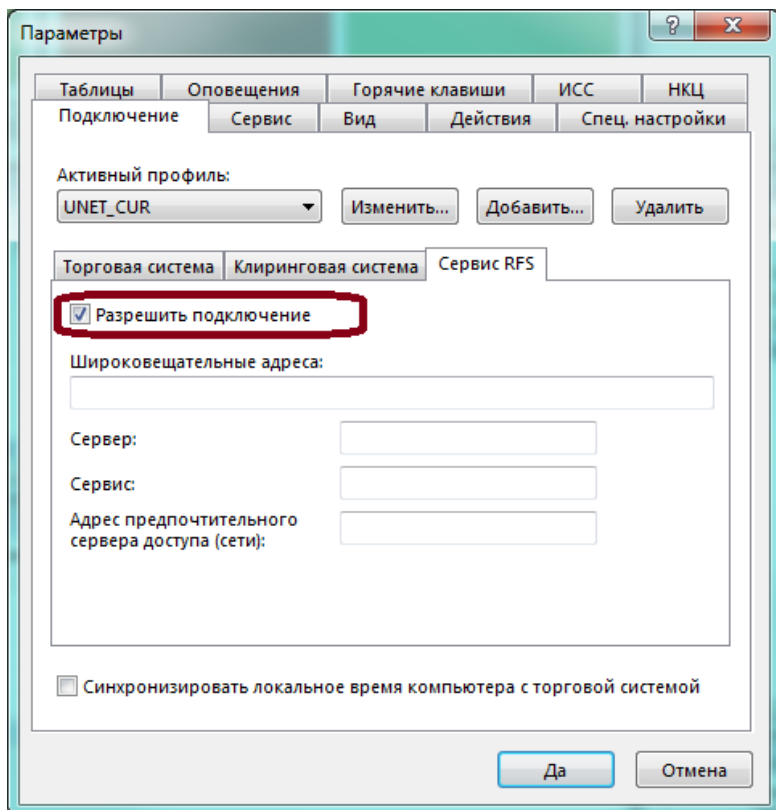 Параметры
Таблицы Оповещения Горячие клавиши ИСС НКЦ
Подключение Сервис Вид Действия Спец. настройки
Активный профиль:
UNET_CUR Изменить... Добавить... Удалить
Торговая система Клиринговая система Сервис RFS
Разрешить подключение
Широковещательные адреса:
Сервер:
Сервис:
Адрес предпочтительного
сервера доступа (сети):
Синхронизировать локальное время компьютера с торговой системой
Да Отмена